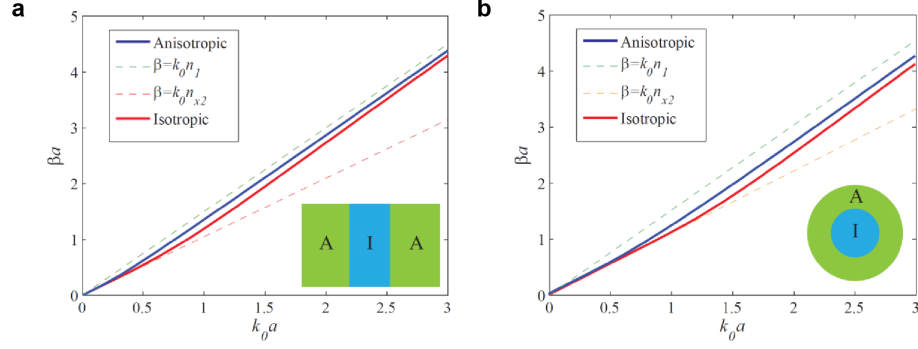 a
5
4
3
2
1
0
βa
Anisotropic
β=k₀n₁
β=k₀nₓ₂
Isotropic
A I A
0 0.5 1 1.5 2 2.5 3
k₀a
b
5
4
3
2
1
0
βa
Anisotropic
β=k₀n₁
β=k₀nₓ₂
Isotropic
A
I
0 0.5 1 1.5 2 2.5 3
k₀a